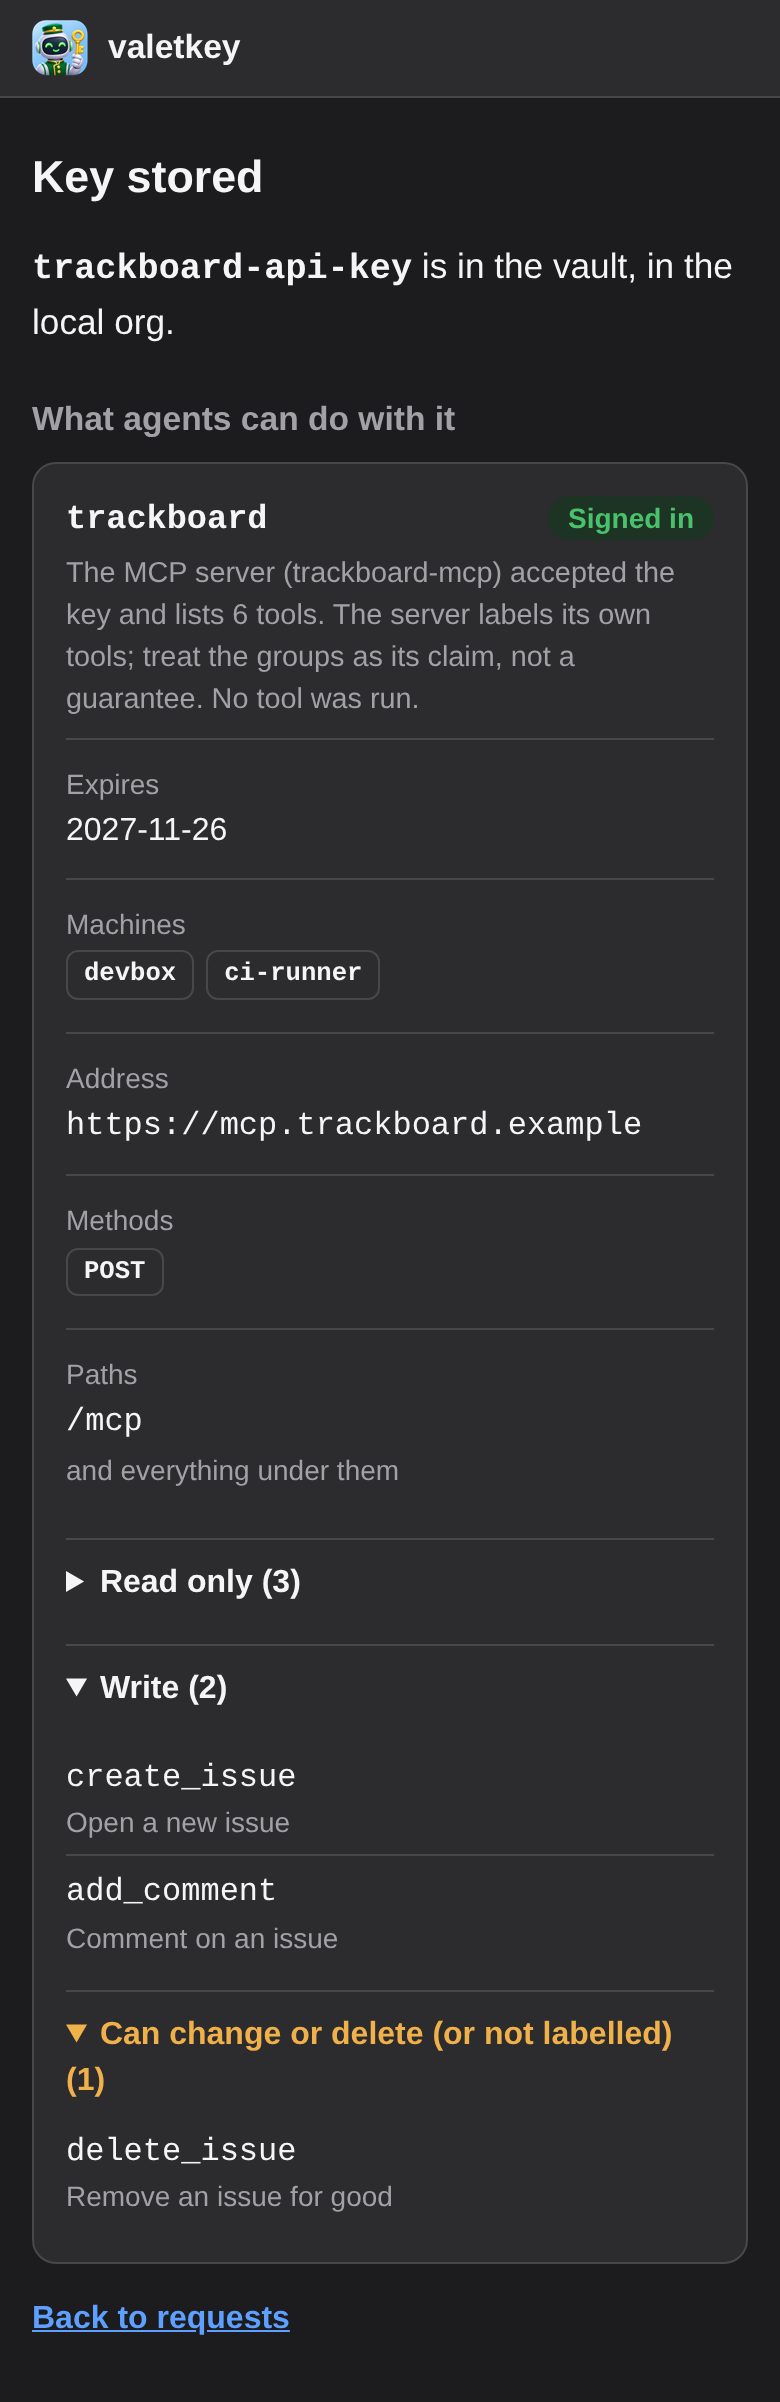 valetkey
Key stored
trackboard-api-key is in the vault, in the
local org.
What agents can do with it
trackboard
Signed in
The MCP server (trackboard-mcp) accepted the
key and lists 6 tools. The server labels its own
tools; treat the groups as its claim, not a
guarantee. No tool was run.
Expires
2027-11-26
Machines
devbox ci-runner
Address
https://mcp.trackboard.example
Methods
POST
Paths
/mcp
and everything under them
Read only (3)
Write (2)
create_issue
Open a new issue
add_comment
Comment on an issue
Can change or delete (or not labelled)
(1)
delete_issue
Remove an issue for good
Back to requests